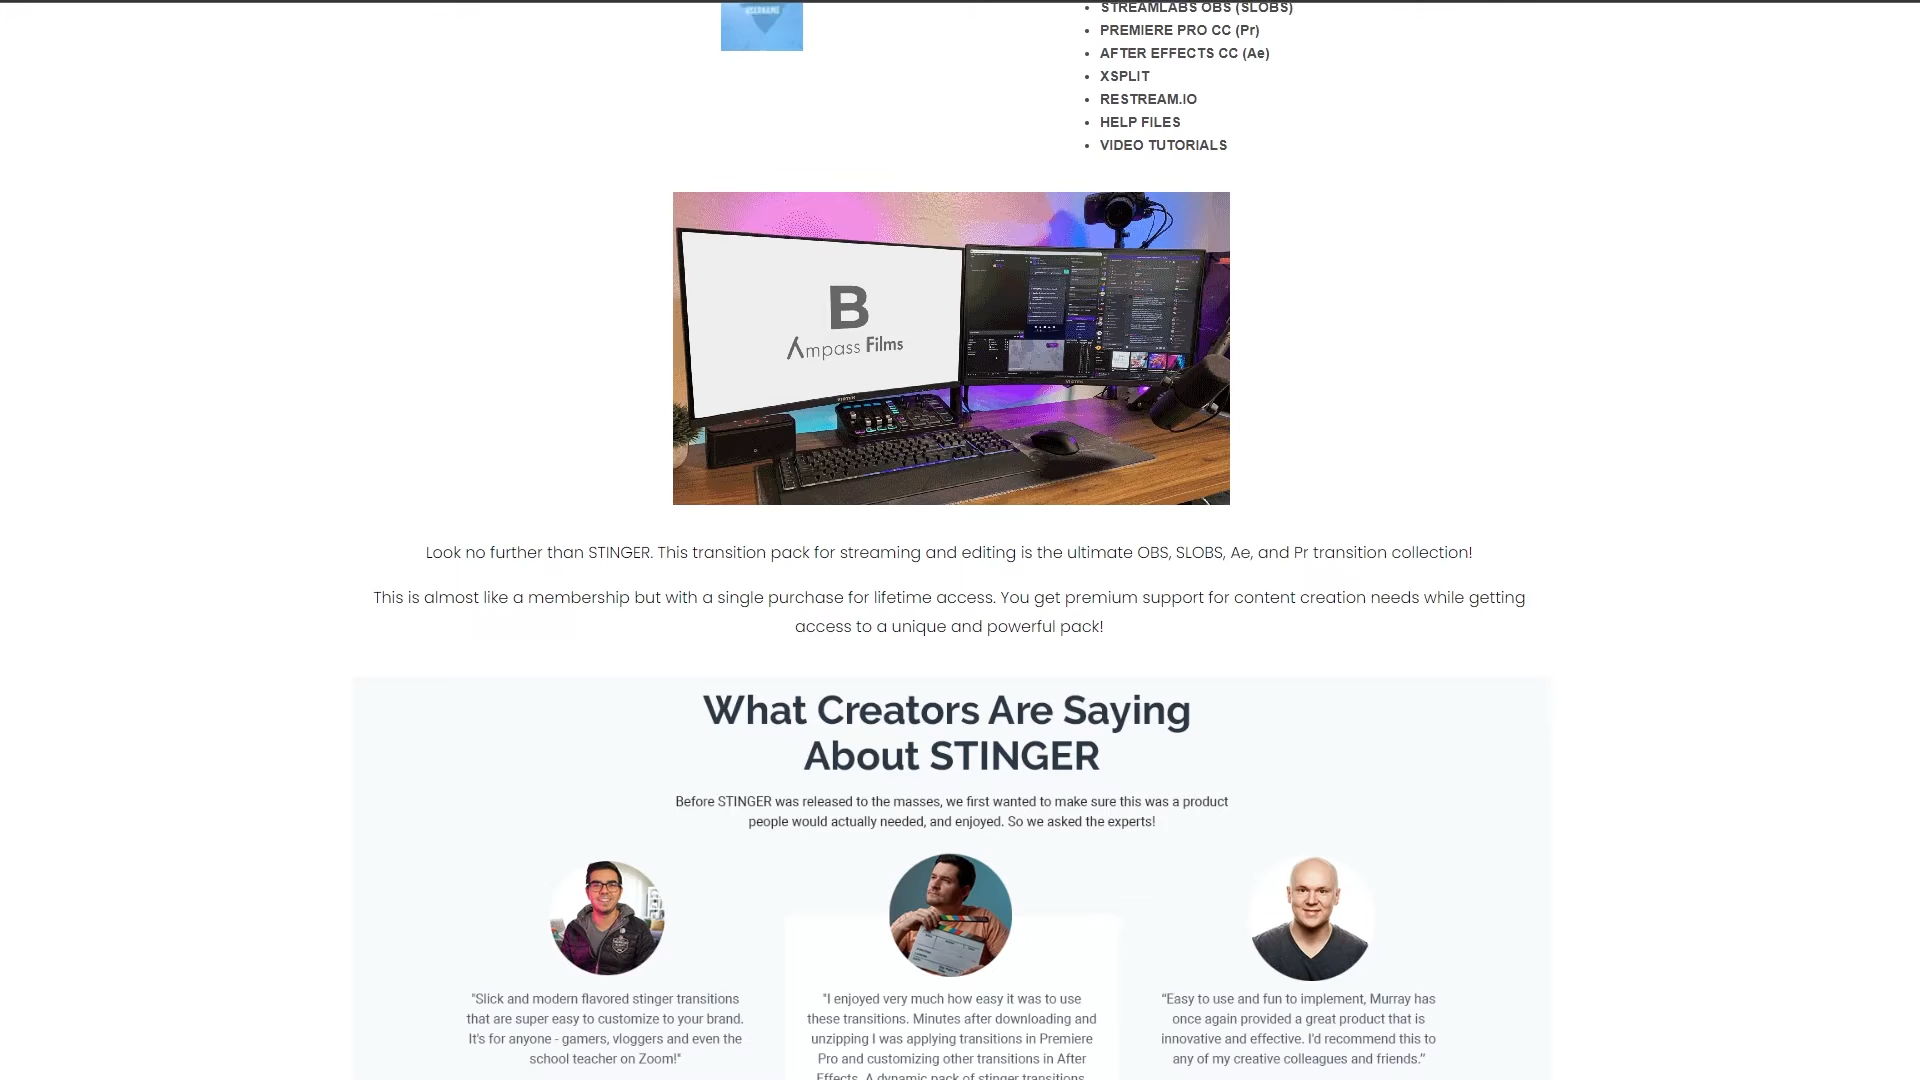 USERNAME
STREAMLABS OBS (SLOBS)
PREMIERE PRO CC (Pr)
AFTER EFFECTS CC (Ae)
XSPLIT
RESTREAM.IO
HELP FILES
VIDEO TUTORIALS
B
mpass Films
Look no further than STINGER. This transition pack for streaming and editing is the ultimate OBS, SLOBS, Ae, and Pr transition collection!
This is almost like a membership but with a single purchase for lifetime access. You get premium support for content creation needs while getting
access to a unique and powerful pack!
What Creators Are Saying
About STINGER
Before STINGER was released to the masses, we first wanted to make sure this was a product
people would actually needed, and enjoyed. So we asked the experts!
"Slick and modern flavored stinger transitions
that are super easy to customize to your brand.
It's for anyone - gamers, vloggers and even the
school teacher on Zoom!"
"I enjoyed very much how easy it was to use
these transitions. Minutes after downloading and
unzipping I was applying transitions in Premiere
Pro and customizing other transitions in After
Effects. A dynamic pack of stinger transitions
“Easy to use and fun to implement, Murray has
once again provided a great product that is
innovative and effective. I'd recommend this to
any of my creative colleagues and friends.”